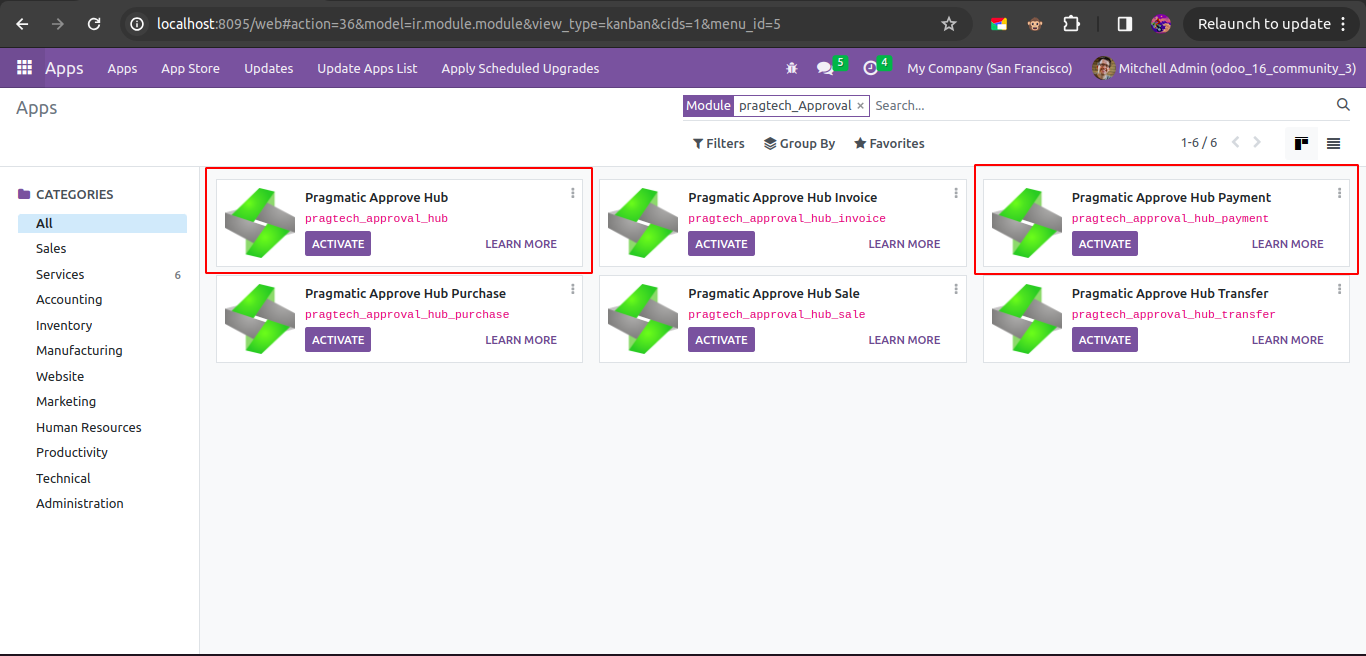 localhost:8095/web#action=36&model=ir.module.module&view_type=kanban&cids=1&menu_id=5
Relaunch to update
Apps
Apps
App Store
Updates
Update Apps List
Apply Scheduled Upgrades
5
4
My Company (San Francisco)
Mitchell Admin (odoo_16_community_3)
Apps
Module pragtech_Approval × Search...
Filters
Group By
Favorites
1-6 / 6
CATEGORIES
All
Sales
Services 6
Accounting
Inventory
Manufacturing
Website
Marketing
Human Resources
Productivity
Technical
Administration
Pragmatic Approve Hub
pragtech_approval_hub
ACTIVATE LEARN MORE
Pragmatic Approve Hub Invoice
pragtech_approval_hub_invoice
ACTIVATE LEARN MORE
Pragmatic Approve Hub Payment
pragtech_approval_hub_payment
ACTIVATE LEARN MORE
Pragmatic Approve Hub Purchase
pragtech_approval_hub_purchase
ACTIVATE LEARN MORE
Pragmatic Approve Hub Sale
pragtech_approval_hub_sale
ACTIVATE LEARN MORE
Pragmatic Approve Hub Transfer
pragtech_approval_hub_transfer
ACTIVATE LEARN MORE